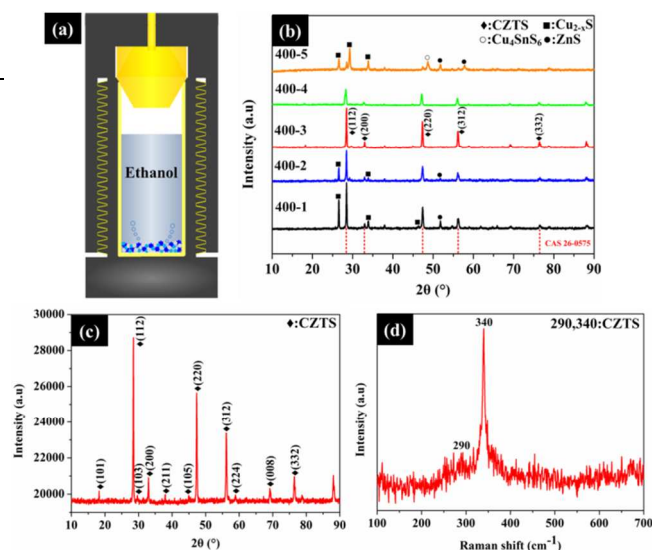 (a)
Ethanol
(b)
♦:CZTS ■:Cu2-xS
○:Cu4SnS6 ●:ZnS
400-5
400-4
400-3
400-2
400-1
(112)
(200)
(220)
(312)
(332)
CAS 26-0575
Intensity (a.u)
10 20 30 40 50 60 70 80 90
2θ (°)
(c)
♦:CZTS
30000
28000
26000
24000
22000
20000
Intensity (a.u)
(101)
(112)
(103)
(200)
(211)
(105)
(220)
(312)
(224)
(008)
(332)
10 20 30 40 50 60 70 80 90
2θ (°)
(d)
290,340:CZTS
340
290
Intensity (a.u)
100 200 300 400 500 600 700
Raman shift (cm-1)